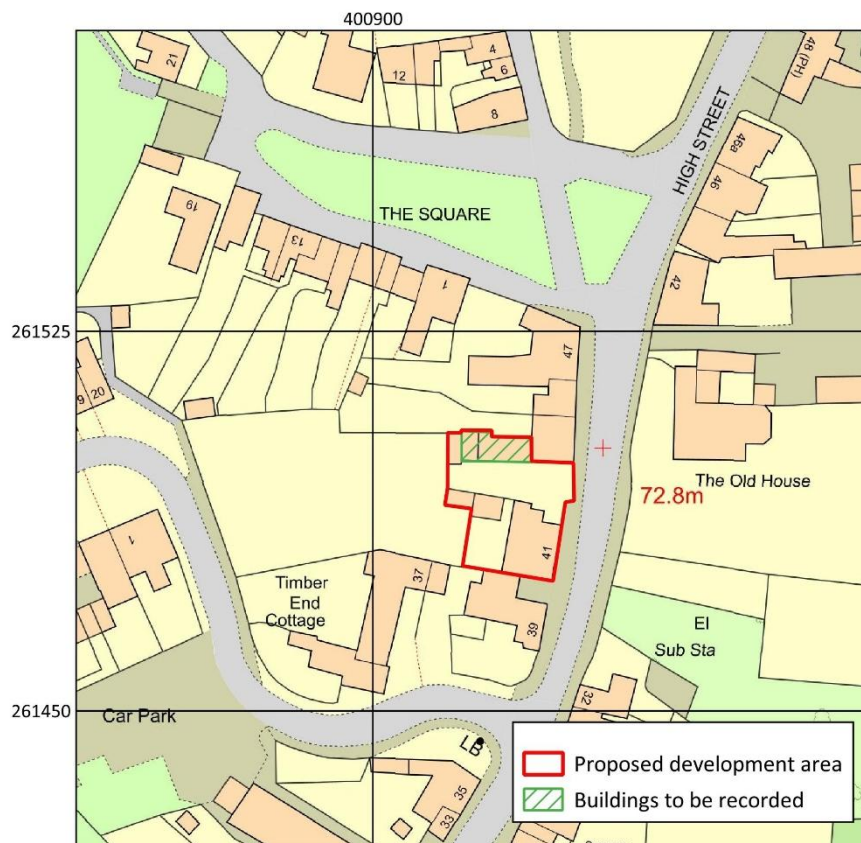 400900
21
12
4
6
8
48 (PH)
HIGH STREET
46a
46
THE SQUARE
19
13
1
42
261525
47
9
20
The Old House
72.8m
41
1
Timber
End
Cottage
37
39
El
Sub Sta
32
261450
Car Park
LB
35
33
Proposed development area
Buildings to be recorded